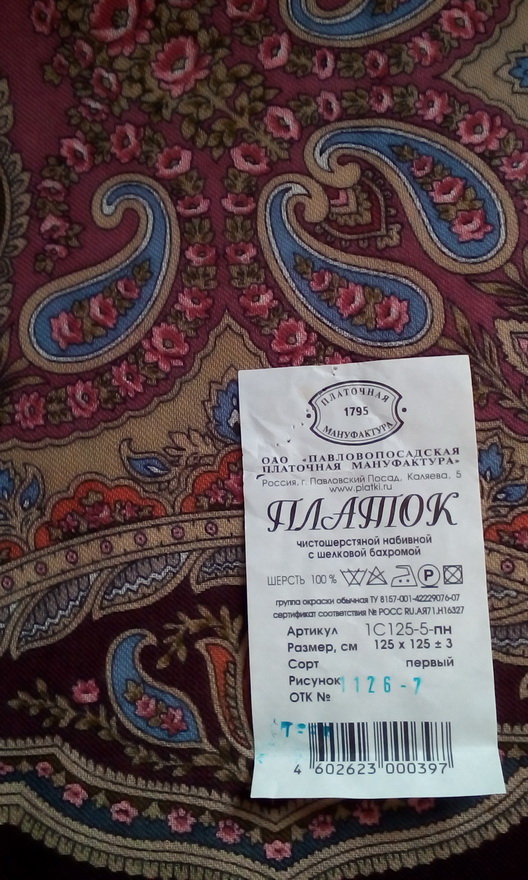 ПЛАТОЧНАЯ
1795
МАНУФАКТУРА
ОАО «ПАВЛОВОПОСАДСКАЯ
ПЛАТОЧНАЯ МАНУФАКТУРА»
Россия, г. Павловский Посад, Каляева, 5
www.platki.ru
ПЛАТОК
чистошерстяной набивной
с шелковой бахромой
ШЕРСТЬ 100 %
группа окраски обычная ТУ 8157-001-42229076-07
сертификат соответствия № РОСС RU.АЯ71.Н16327
Артикул 1С125-5-пн
Размер, см 125 х 125 ± 3
Сорт первый
Рисунок 1126-7
ОТК №
4 602623 000397